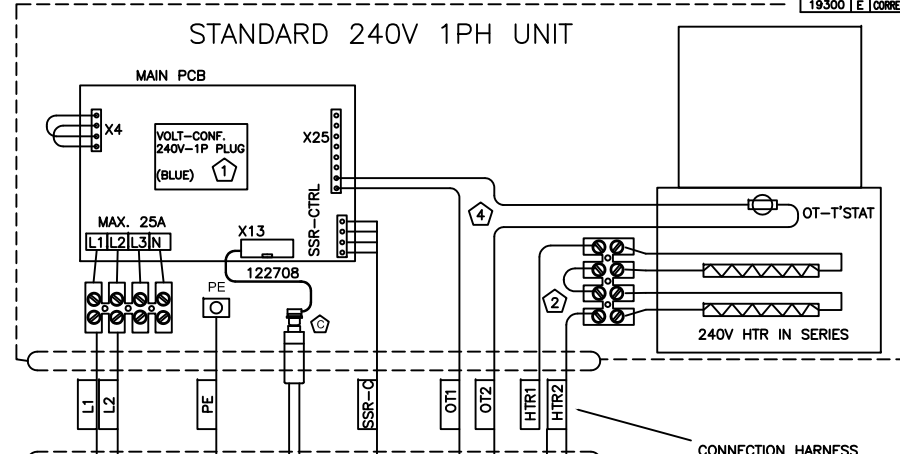 19300 E CORRE
STANDARD 240V 1PH UNIT
MAIN PCB
X4
VOLT-CONF.
240V-1P PLUG
(BLUE) 1
X25
SSR-CTRL
MAX. 25A
L1 L2 L3 N
X13
122708
PE
C
4
OT-T'STAT
2
240V HTR IN SERIES
L1
L2
PE
SSR-C
OT1
OT2
HTR1
HTR2
CONNECTION HARNESS